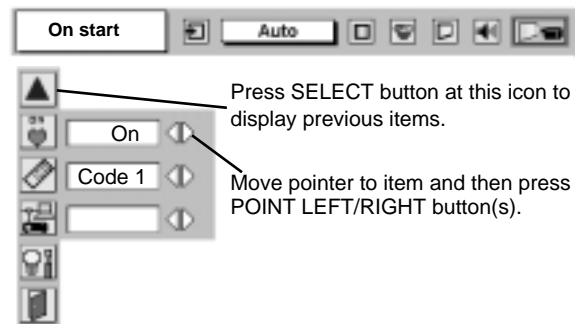 On start
Auto
Press SELECT button at this icon to
display previous items.
ON
On
Code 1
Move pointer to item and then press
POINT LEFT/RIGHT button(s).